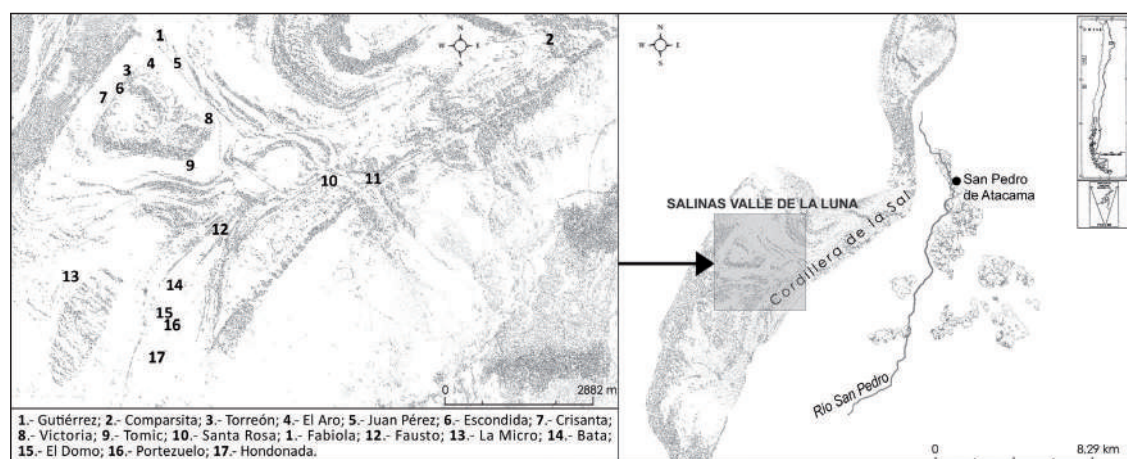 1
2
3
4
5
6
7
8
9
10
11
12
13
14
15
16
17
N
W
E
S
0
2882 m
1.- Gutiérrez; 2.- Comparsita; 3.- Torreón; 4.- El Aro; 5.- Juan Pérez; 6.- Escondida; 7.- Crisanta;
8.- Victoria; 9.- Tomic; 10.- Santa Rosa; 1.- Fabiola; 12.- Fausto; 13.- La Micro; 14.- Bata;
15.- El Domo; 16.- Portezuelo; 17.- Hondonada.
N
W
E
S
San Pedro
de Atacama
SALINAS VALLE DE LA LUNA
Cordillera de la Sal
Río San Pedro
0
8,29 km